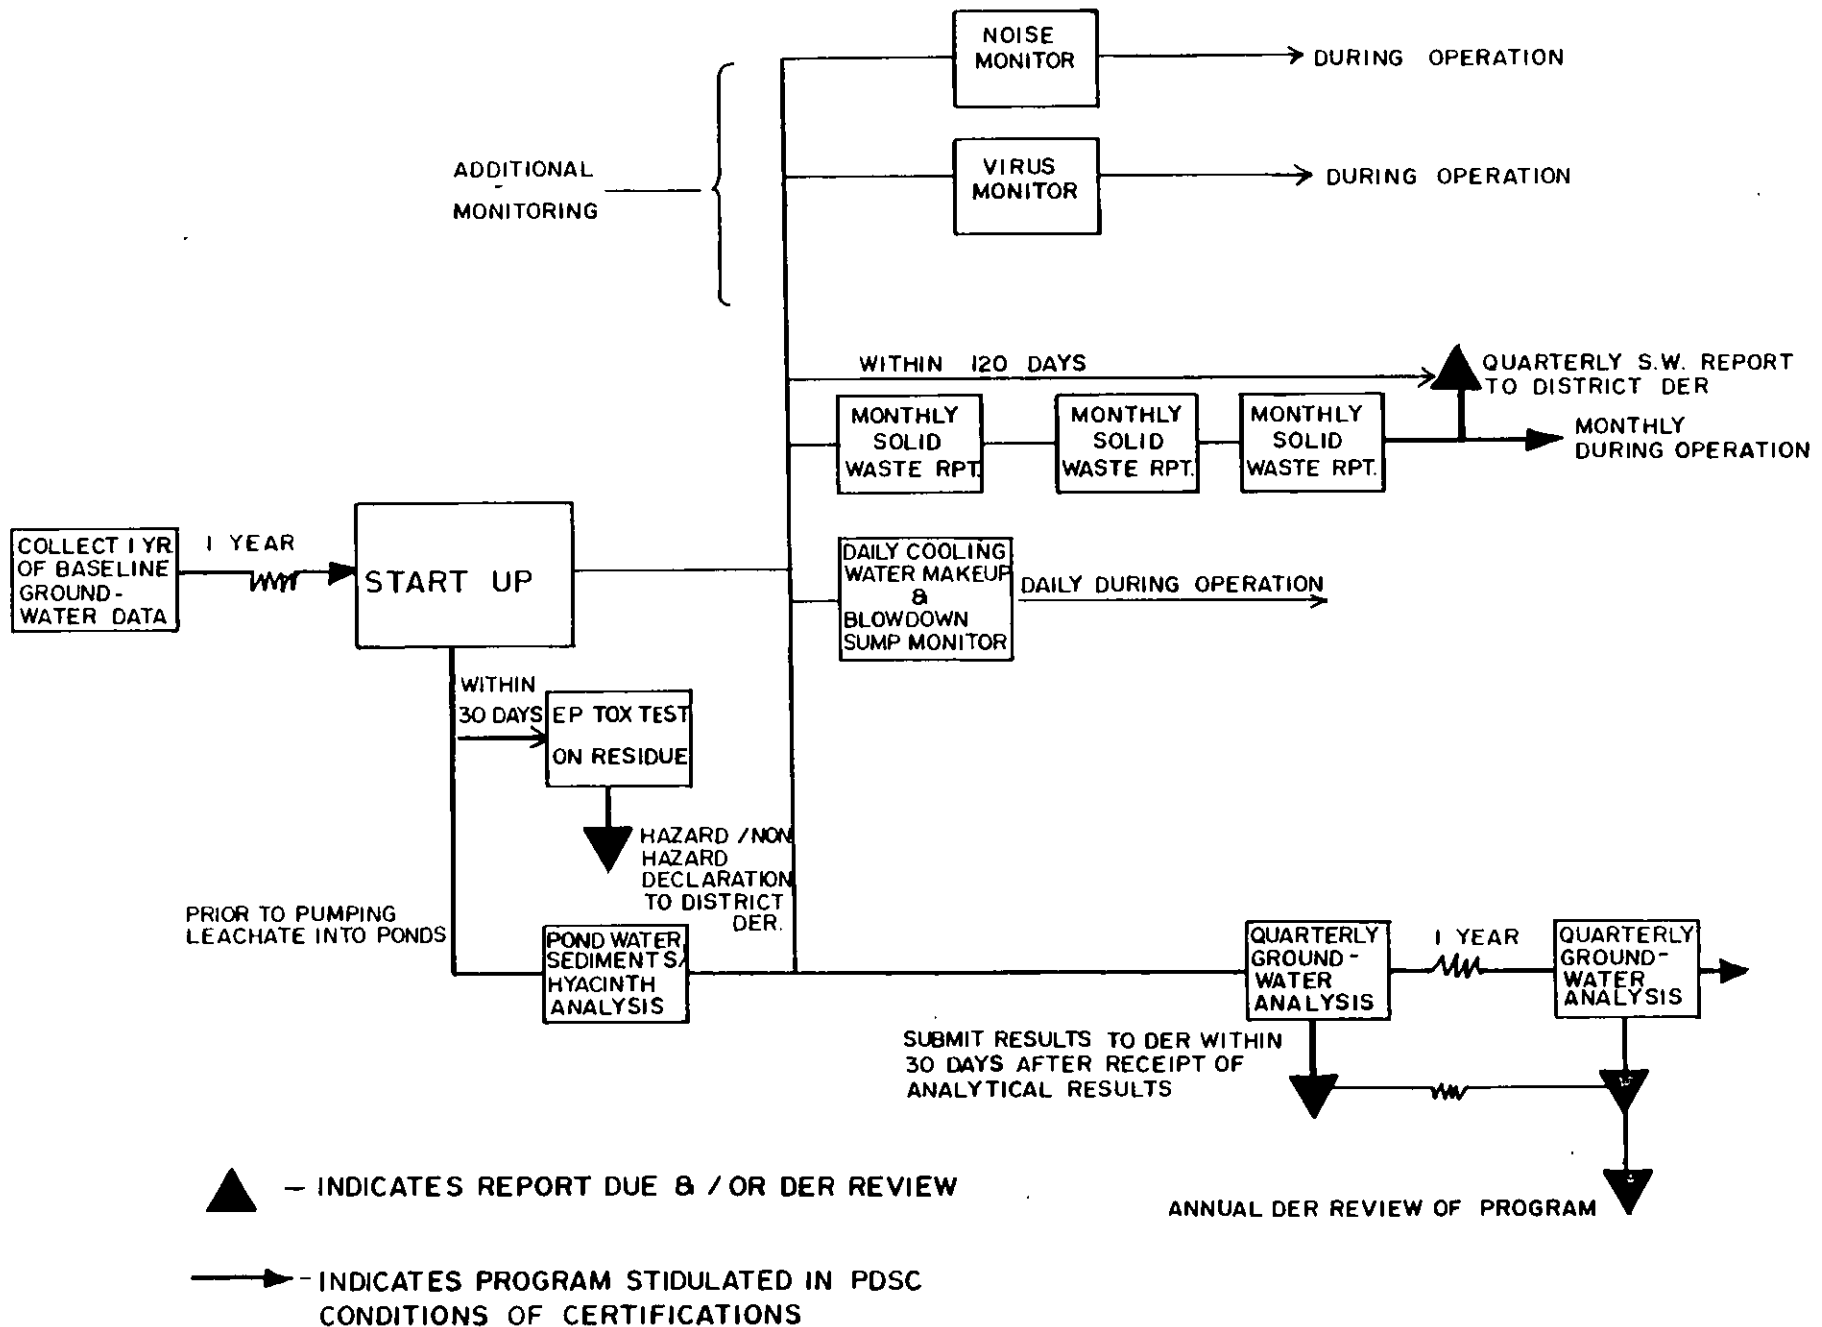 NOISE
MONITOR
DURING OPERATION
VIRUS
MONITOR
DURING OPERATION
ADDITIONAL
MONITORING
WITHIN 120 DAYS
QUARTERLY S.W. REPORT
TO DISTRICT DER
MONTHLY
SOLID
WASTE RPT.
MONTHLY
SOLID
WASTE RPT.
MONTHLY
SOLID
WASTE RPT.
MONTHLY
DURING OPERATION
COLLECT 1 YR
OF BASELINE
GROUND-
WATER DATA
1 YEAR
START UP
DAILY COOLING
WATER MAKEUP
&
BLOWDOWN
SUMP MONITOR
DAILY DURING OPERATION
WITHIN
30 DAYS
EP TOX TEST
ON RESIDUE
HAZARD /NON
HAZARD
DECLARATION
TO DISTRICT
DER.
PRIOR TO PUMPING
LEACHATE INTO PONDS
POND WATER
SEDIMENTS/
HYACINTH
ANALYSIS
QUARTERLY
GROUND-
WATER
ANALYSIS
1 YEAR
QUARTERLY
GROUND-
WATER
ANALYSIS
SUBMIT RESULTS TO DER WITHIN
30 DAYS AFTER RECEIPT OF
ANALYTICAL RESULTS
ANNUAL DER REVIEW OF PROGRAM
– INDICATES REPORT DUE & / OR DER REVIEW
- INDICATES PROGRAM STIDULATED IN PDSC
CONDITIONS OF CERTIFICATIONS